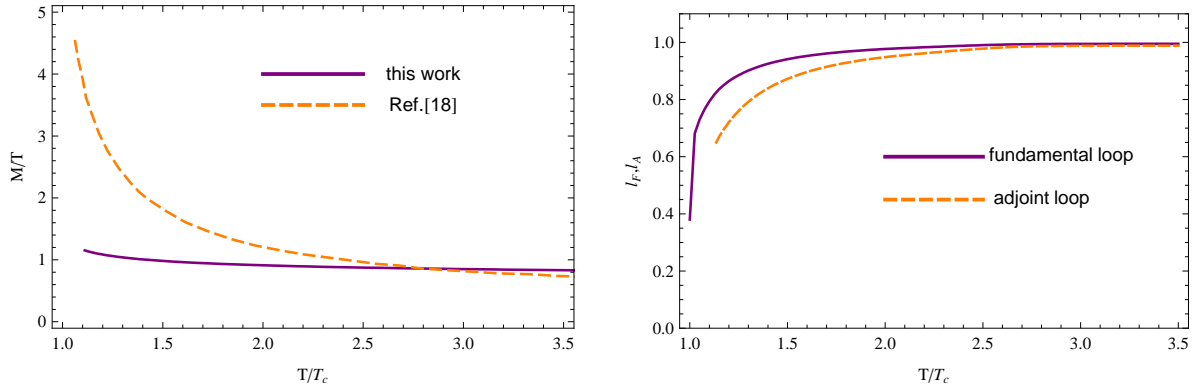 5
4
3
2
1
0
M/T
this work
Ref.[18]
1.0 1.5 2.0 2.5 3.0 3.5
T/T_c
1.0
0.8
0.6
0.4
0.2
0.0
l_F,l_A
fundamental loop
adjoint loop
1.0 1.5 2.0 2.5 3.0 3.5
T/T_c